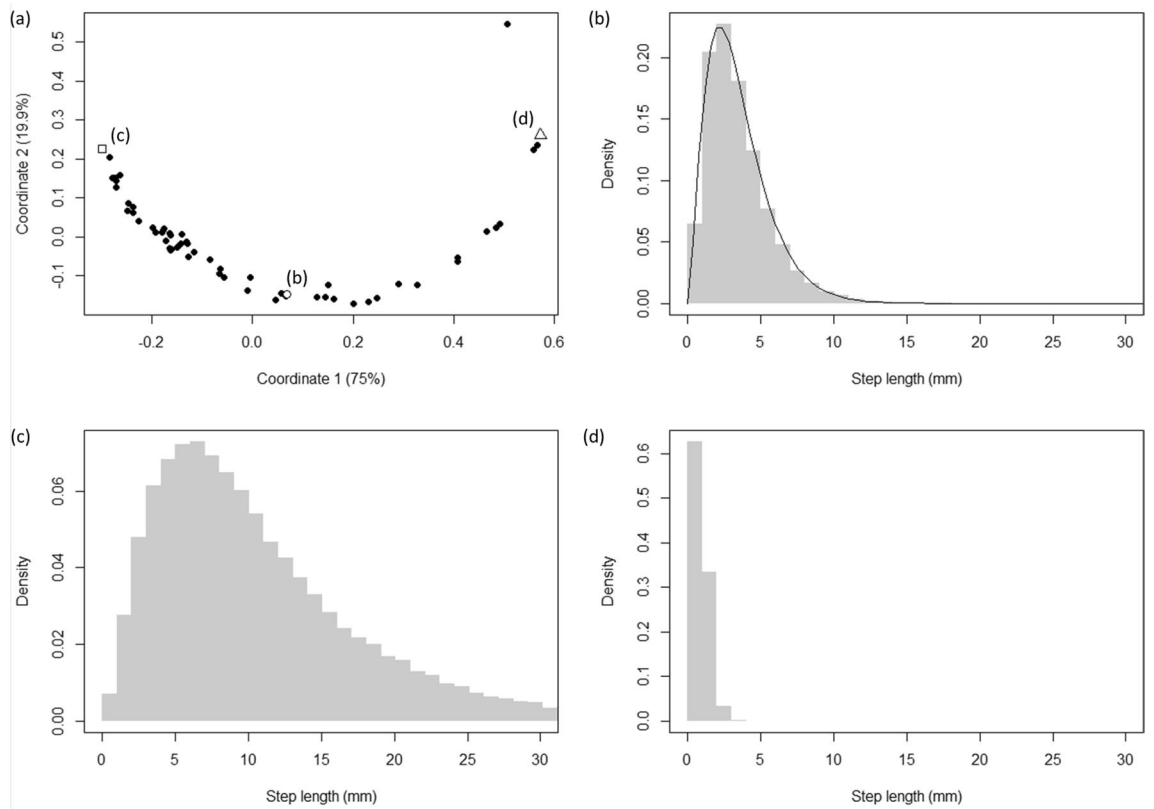 (a)
0.5
0.4
0.3
0.2
0.1
0.0
-0.1
Coordinate 2 (19.9%)
(c)
(d)
(b)
-0.2 0.0 0.2 0.4 0.6
Coordinate 1 (75%)
(b)
0.20
0.15
0.10
0.05
0.00
Density
0 5 10 15 20 25 30
Step length (mm)
(c)
0.06
0.04
0.02
0.00
Density
0 5 10 15 20 25 30
Step length (mm)
(d)
0.6
0.5
0.4
0.3
0.2
0.1
0.0
Density
0 5 10 15 20 25 30
Step length (mm)